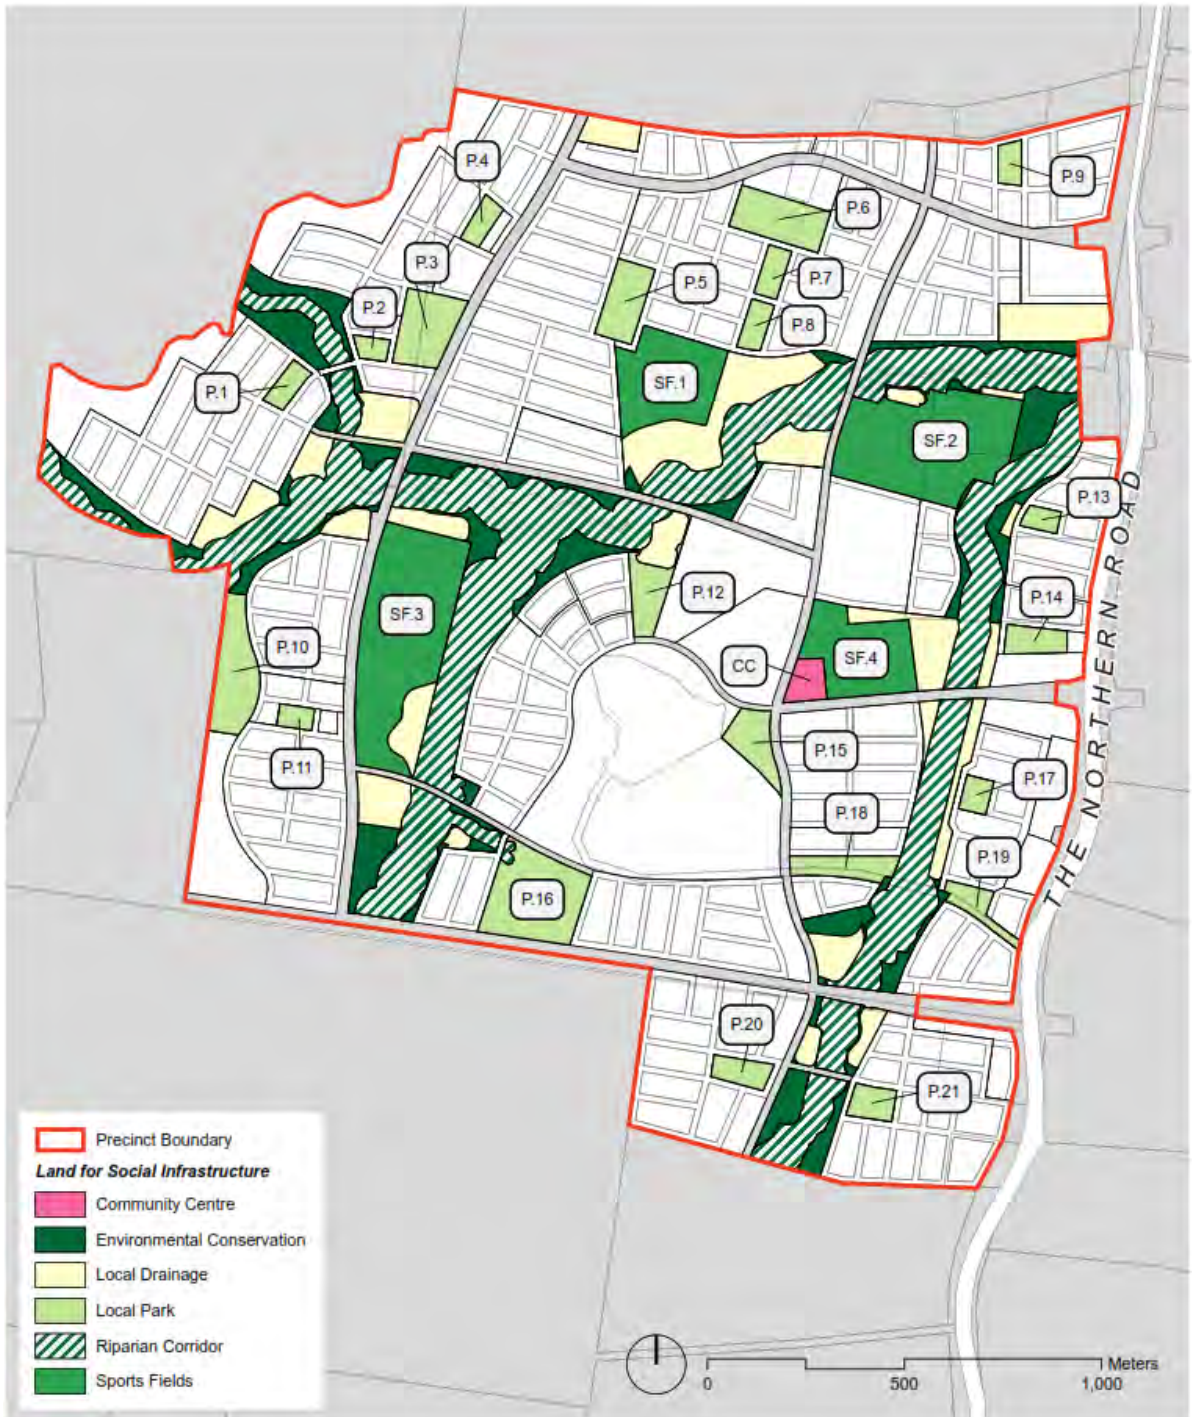 P.4
P.9
P.6
P.3
P.7
P.5
P.2
P.8
P.1
SF.1
SF.2
P.13
P.12
P.14
SF.3
P.10
CC
SF.4
P.15
P.11
P.17
P.18
P.19
P.16
P.20
P.21
THE NORTHERN ROAD
Precinct Boundary
Land for Social Infrastructure
Community Centre
Environmental Conservation
Local Drainage
Local Park
Riparian Corridor
Sports Fields
Meters
0 500 1,000